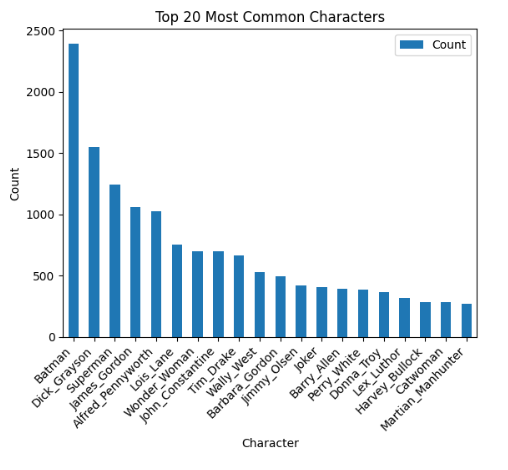 Top 20 Most Common Characters
Count
2500
2000
1500
1000
500
0
Count
Batman
Dick_Grayson
Superman
James_Gordon
Alfred_Pennyworth
Lois_Lane
Wonder_Woman
John_Constantine
Tim_Drake
Wally_West
Barbara_Gordon
Jimmy_Olsen
Joker
Barry_Allen
Perry_White
Donna_Troy
Lex_Luthor
Harvey_Bullock
Catwoman
Martian_Manhunter
Character